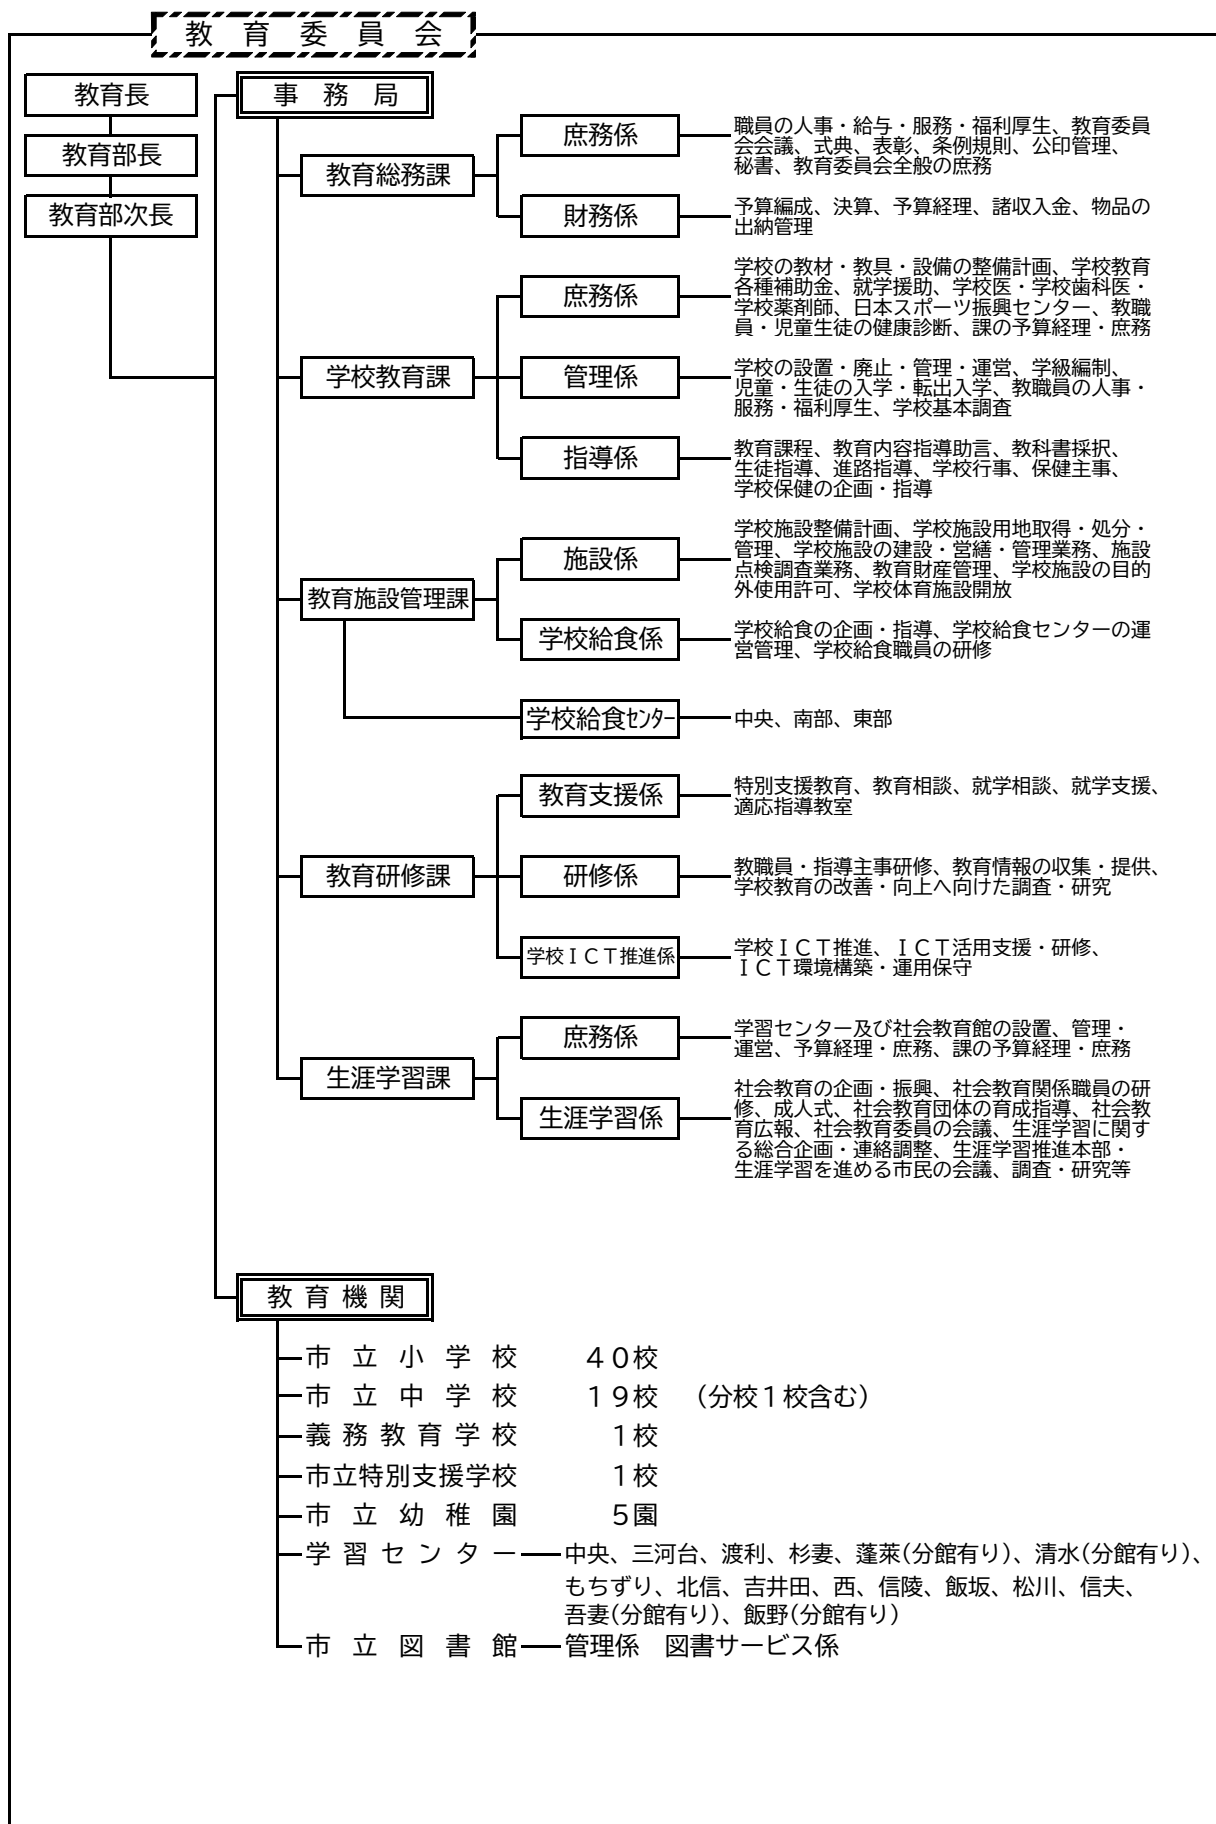 教育委員会
教育長
教育部長
教育部次長
事務局
教育総務課
庶務係
職員の人事・給与・服務・福利厚生、教育委員
会会議、式典、表彰、条例規則、公印管理、
秘書、教育委員会全般の庶務
財務係
予算編成、決算、予算経理、諸収入金、物品の
出納管理
学校教育課
庶務係
学校の教材・教具・設備の整備計画、学校教育
各種補助金、就学援助、学校医・学校歯科医・
学校薬剤師、日本スポーツ振興センター、教職
員・児童生徒の健康診断、課の予算経理・庶務
管理係
学校の設置・廃止・管理・運営、学級編制、
児童・生徒の入学・転出入学、教職員の人事・
服務・福利厚生、学校基本調査
指導係
教育課程、教育内容指導助言、教科書採択、
生徒指導、進路指導、学校行事、保健主事、
学校保健の企画・指導
教育施設管理課
施設係
学校施設整備計画、学校施設用地取得・処分・
管理、学校施設の建設・営繕・管理業務、施設
点検調査業務、教育財産管理、学校施設の目的
外使用許可、学校体育施設開放
学校給食係
学校給食の企画・指導、学校給食センターの運
営管理、学校給食職員の研修
学校給食ｾﾝﾀｰ
中央、南部、東部
教育研修課
教育支援係
特別支援教育、教育相談、就学相談、就学支援、
適応指導教室
研修係
教職員・指導主事研修、教育情報の収集・提供、
学校教育の改善・向上へ向けた調査・研究
学校ＩＣＴ推進係
学校ＩＣＴ推進、ＩＣＴ活用支援・研修、
ＩＣＴ環境構築・運用保守
生涯学習課
庶務係
学習センター及び社会教育館の設置、管理・
運営、予算経理・庶務、課の予算経理・庶務
生涯学習係
社会教育の企画・振興、社会教育関係職員の研
修、成人式、社会教育団体の育成指導、社会教
育広報、社会教育委員の会議、生涯学習に関す
る総合企画・連絡調整、生涯学習推進本部・
生涯学習を進める市民の会議、調査・研究等
教育機関
市立小学校 ４０校
市立中学校 １９校 （分校１校含む）
義務教育学校 １校
市立特別支援学校 １校
市立幼稚園 ５園
学習センター 中央、三河台、渡利、杉妻、蓬萊(分館有り)、清水(分館有り)、
もちずり、北信、吉井田、西、信陵、飯坂、松川、信夫、
吾妻(分館有り)、飯野(分館有り)
市立図書館 管理係 図書サービス係